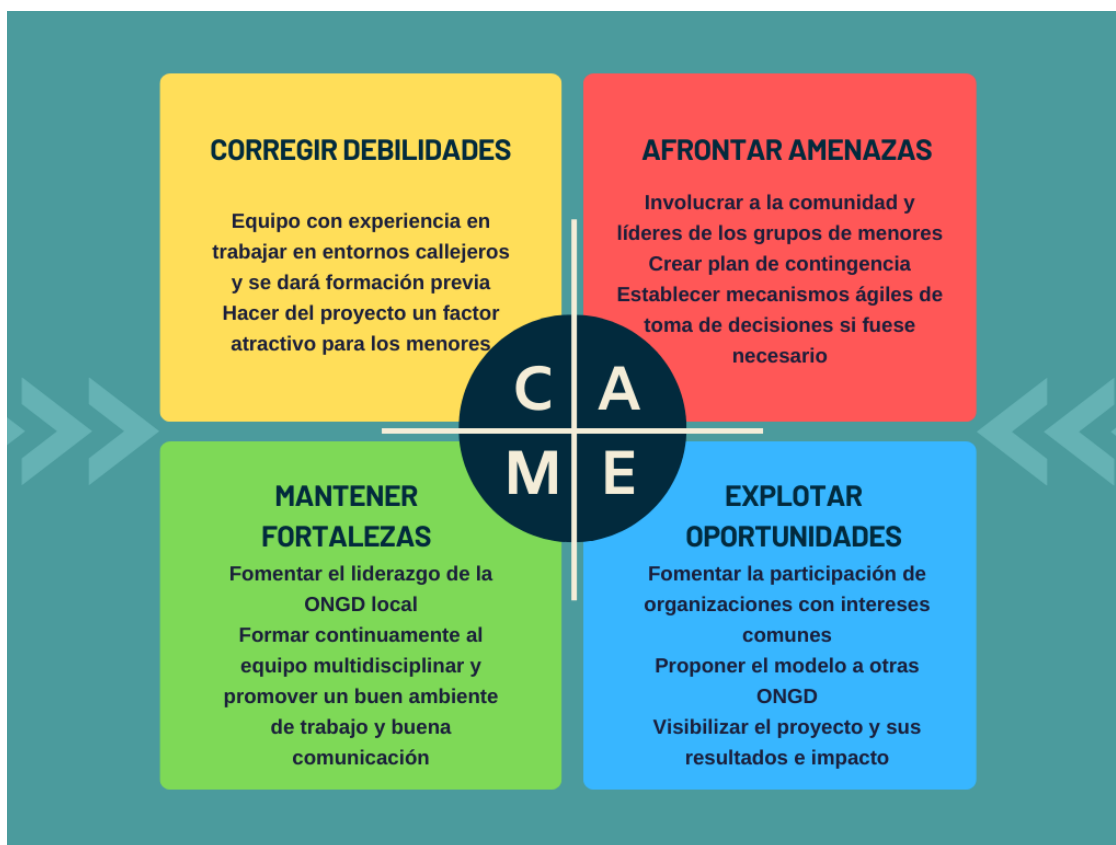 CORREGIR DEBILIDADES
Equipo con experiencia en
trabajar en entornos callejeros
y se dará formación previa
Hacer del proyecto un factor
atractivo para los menores
AFRONTAR AMENAZAS
Involucrar a la comunidad y
líderes de los grupos de menores
Crear plan de contingencia
Establecer mecanismos ágiles de
toma de decisiones si fuese
necesario
C A
M E
MANTENER
FORTALEZAS
Fomentar el liderazgo de la
ONGD local
Formar continuamente al
equipo multidisciplinar y
promover un buen ambiente
de trabajo y buena
comunicación
EXPLOTAR
OPORTUNIDADES
Fomentar la participación de
organizaciones con intereses
comunes
Proponer el modelo a otras
ONGD
Visibilizar el proyecto y sus
resultados e impacto